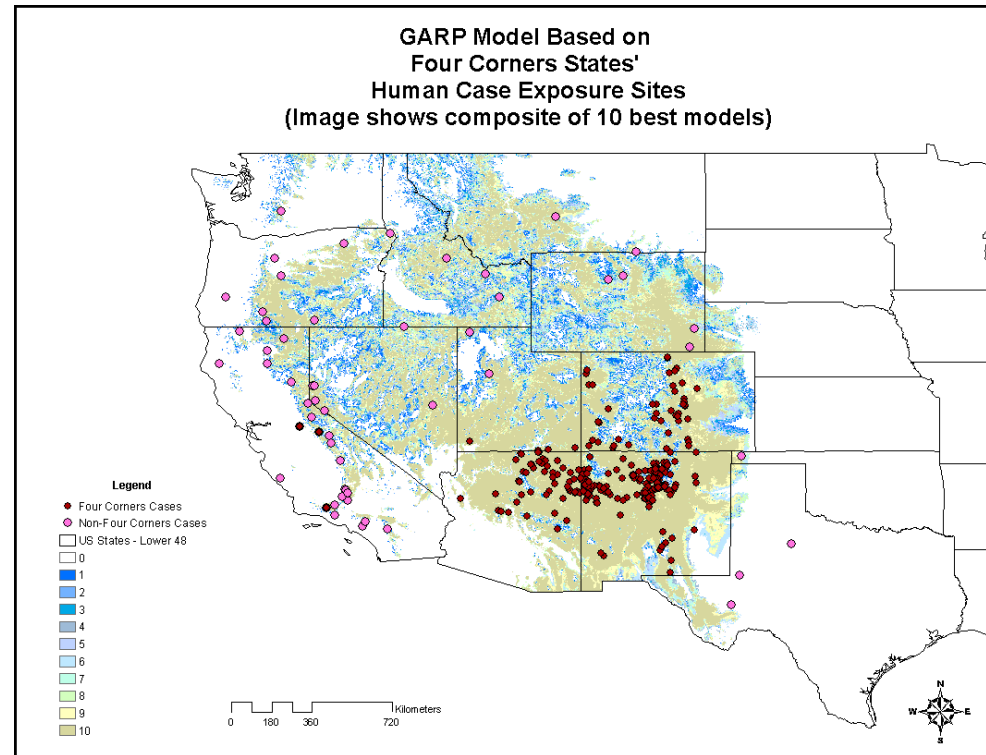 GARP Model Based on
Four Corners States'
Human Case Exposure Sites
(Image shows composite of 10 best models)
Legend
Four Corners Cases
Non-Four Corners Cases
US States - Lower 48
0
1
2
3
4
5
6
7
8
9
10
Kilometers
0 180 360 720
N
W E
S